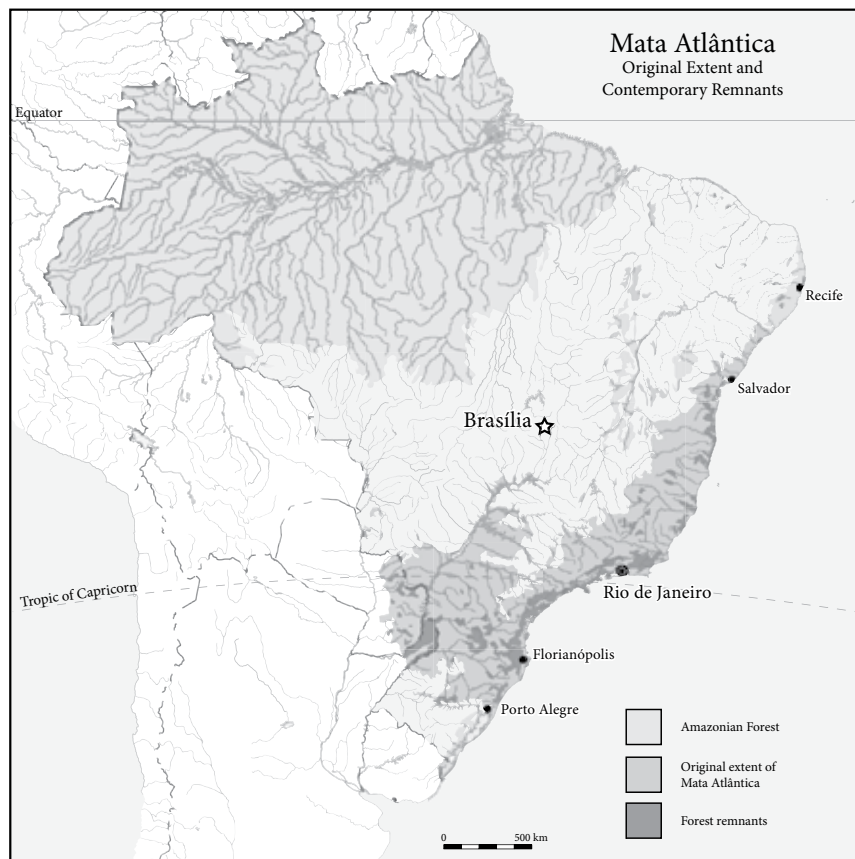 Mata Atlântica
Original Extent and
Contemporary Remnants
Equator
Recife
Salvador
Brasília
Tropic of Capricorn
Rio de Janeiro
Florianópolis
Porto Alegre
Amazonian Forest
Original extent of
Mata Atlântica
Forest remnants
0 500 km